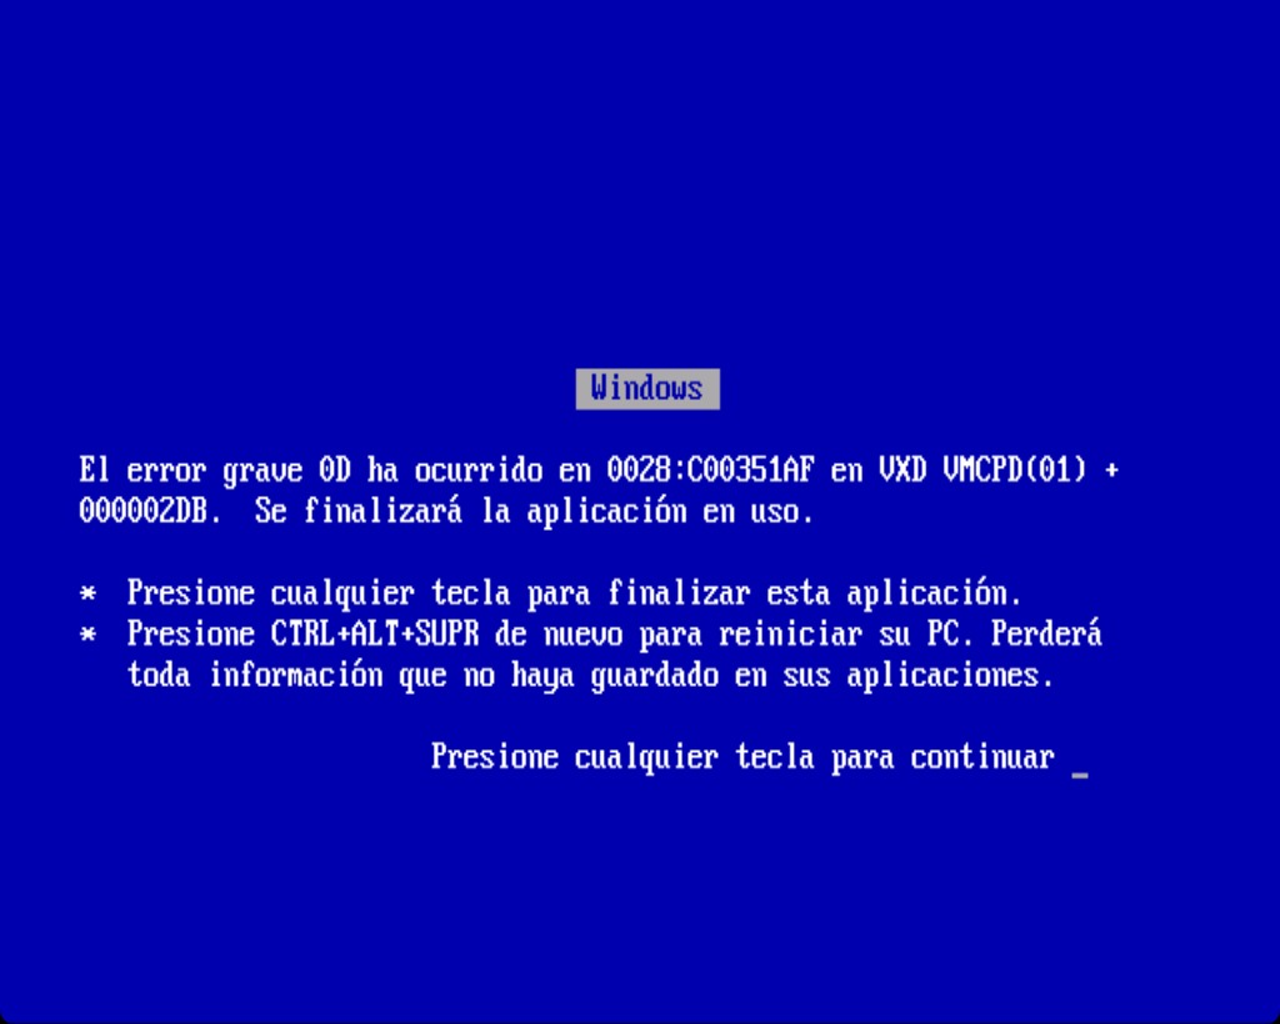 Windows
El error grave 0D ha ocurrido en 0028:C00351AF en VXD VMCPD(01) +
000002DB.  Se finalizará la aplicación en uso.
*  Presione cualquier tecla para finalizar esta aplicación.
*  Presione CTRL+ALT+SUPR de nuevo para reiniciar su PC. Perderá
toda información que no haya guardado en sus aplicaciones.
Presione cualquier tecla para continuar _